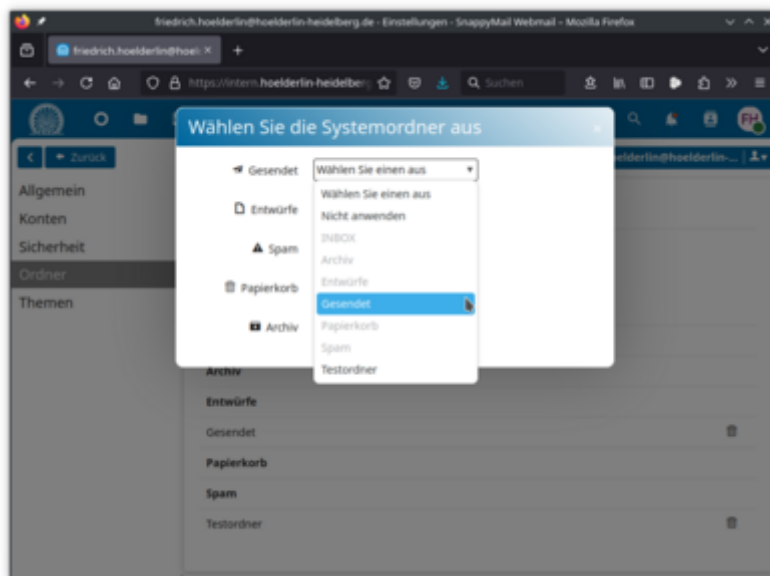 friedrich.hoelderlin@hoelderlin-heidelberg.de - Einstellungen - SnappyMail Webmail – Mozilla Firefox
friedrich.hoelderlin@hoel
https://intern.hoelderlin-heidelberg
Suchen
FH
Wählen Sie die Systemordner aus
Zurück
elderlin@hoelderlin-...
Allgemein
Konten
Sicherheit
Ordner
Themen
Gesendet
Wählen Sie einen aus
Entwürfe
Spam
Papierkorb
Archiv
Wählen Sie einen aus
Nicht anwenden
INBOX
Archiv
Entwürfe
Gesendet
Papierkorb
Spam
Testordner
Archiv
Entwürfe
Gesendet
Papierkorb
Spam
Testordner